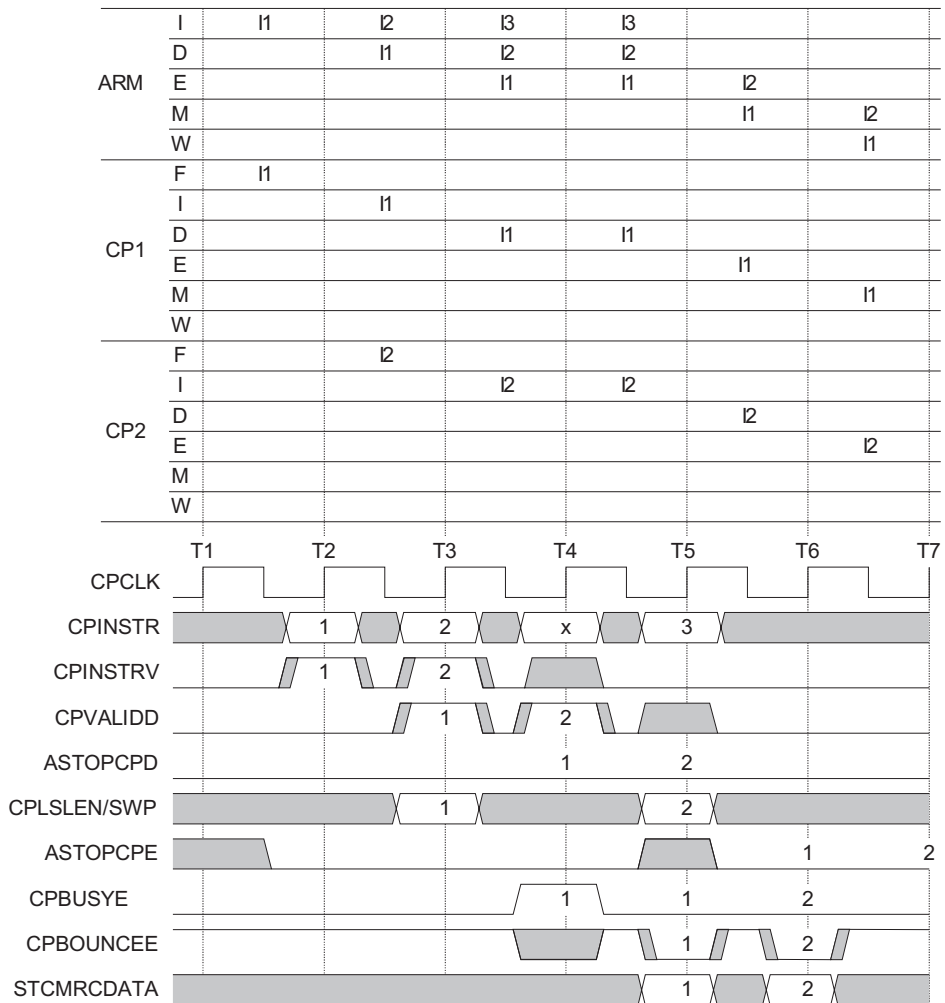 I I1 I2 I3 I3
D I1 I2 I2
ARM E I1 I1 I2
M I1 I2
W I1
F I1
I I1
D I1 I1
CP1
E I1
M I1
W
F I2
I I2 I2
D I2
CP2
E I2
M
W
T1 T2 T3 T4 T5 T6 T7
CPCLK
CPINSTR 1 2 x 3
CPINSTRV 1 2
CPVALIDD 1 2
ASTOPCPD 1 2
CPLSLEN/SWP 1 2
ASTOPCPE 1 2
CPBUSYE 1 1 2
CPBOUNCEE 1 2
STCMRCDATA 1 2